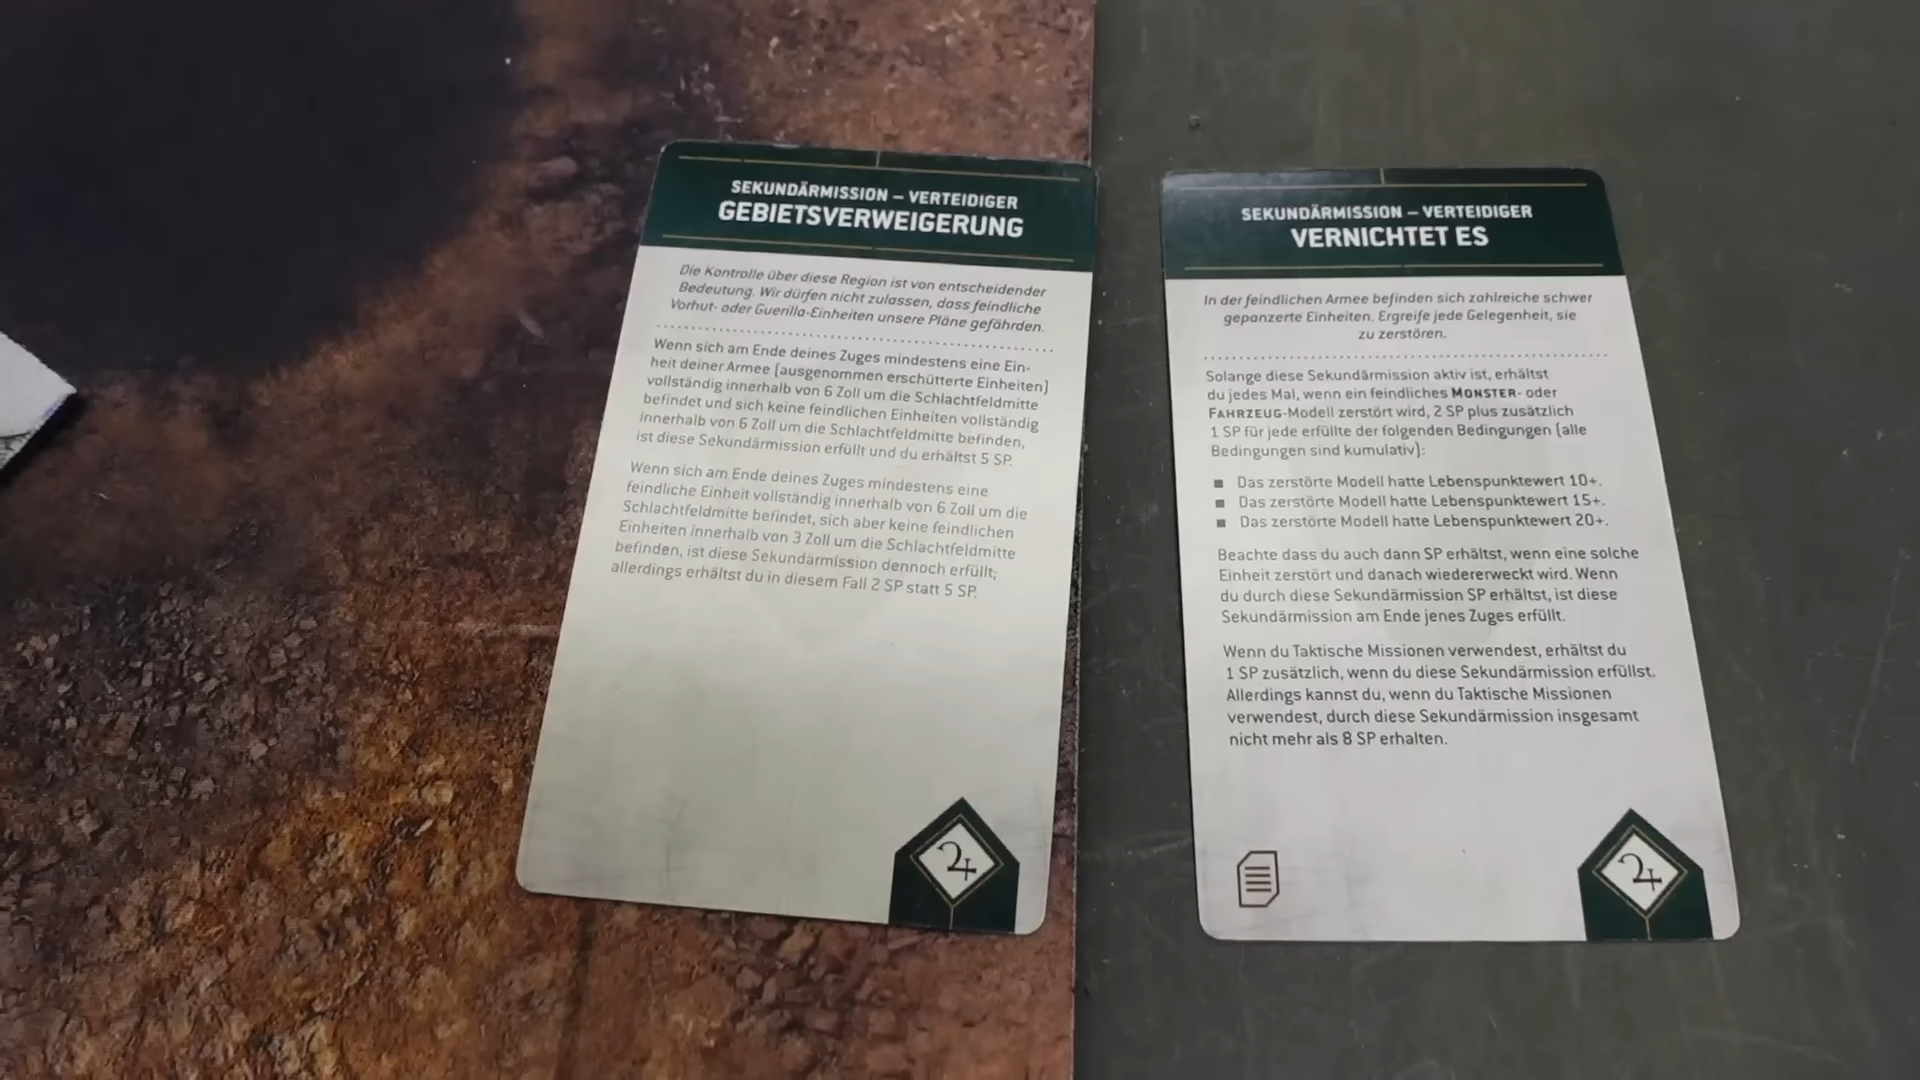 SEKUNDÄRMISSION – VERTEIDIGER
GEBIETSVERWEIGERUNG
Die Kontrolle über diese Region ist von entscheidender
Bedeutung. Wir dürfen nicht zulassen, dass feindliche
Vorhut- oder Guerilla-Einheiten unsere Pläne gefährden.
Wenn sich am Ende deines Zuges mindestens eine Ein-
heit deiner Armee (ausgenommen erschütterte Einheiten)
vollständig innerhalb von 6 Zoll um die Schlachtfeldmitte
befindet und sich keine feindlichen Einheiten vollständig
innerhalb von 6 Zoll um die Schlachtfeldmitte befinden,
ist diese Sekundärmission erfüllt und du erhältst 5 SP.
Wenn sich am Ende deines Zuges mindestens eine
feindliche Einheit vollständig innerhalb von 6 Zoll um die
Schlachtfeldmitte befindet, sich aber keine feindlichen
Einheiten innerhalb von 3 Zoll um die Schlachtfeldmitte
befinden, ist diese Sekundärmission dennoch erfüllt;
allerdings erhältst du in diesem Fall 2 SP statt 5 SP.
SEKUNDÄRMISSION – VERTEIDIGER
VERNICHTET ES
In der feindlichen Armee befinden sich zahlreiche schwer
gepanzerte Einheiten. Ergreife jede Gelegenheit, sie
zu zerstören.
Solange diese Sekundärmission aktiv ist, erhältst
du jedes Mal, wenn ein feindliches MONSTER- oder
FAHRZEUG-Modell zerstört wird, 2 SP plus zusätzlich
1 SP für jede erfüllte der folgenden Bedingungen (alle
Bedingungen sind kumulativ):
■ Das zerstörte Modell hatte Lebenspunktewert 10+.
■ Das zerstörte Modell hatte Lebenspunktewert 15+.
■ Das zerstörte Modell hatte Lebenspunktewert 20+.
Beachte dass du auch dann SP erhältst, wenn eine solche
Einheit zerstört und danach wiedererweckt wird. Wenn
du durch diese Sekundärmission SP erhältst, ist diese
Sekundärmission am Ende jenes Zuges erfüllt.
Wenn du Taktische Missionen verwendest, erhältst du
1 SP zusätzlich, wenn du diese Sekundärmission erfüllst.
Allerdings kannst du, wenn du Taktische Missionen
verwendest, durch diese Sekundärmission insgesamt
nicht mehr als 8 SP erhalten.